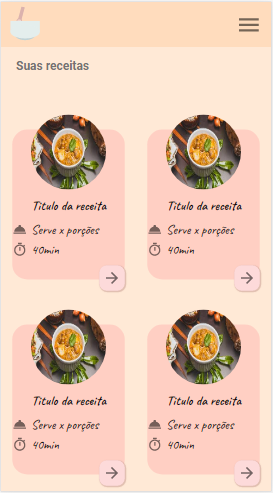 Suas receitas
Titulo da receita
Serve x porções
40min
Titulo da receita
Serve x porções
40min
Titulo da receita
Serve x porções
40min
Titulo da receita
Serve x porções
40min